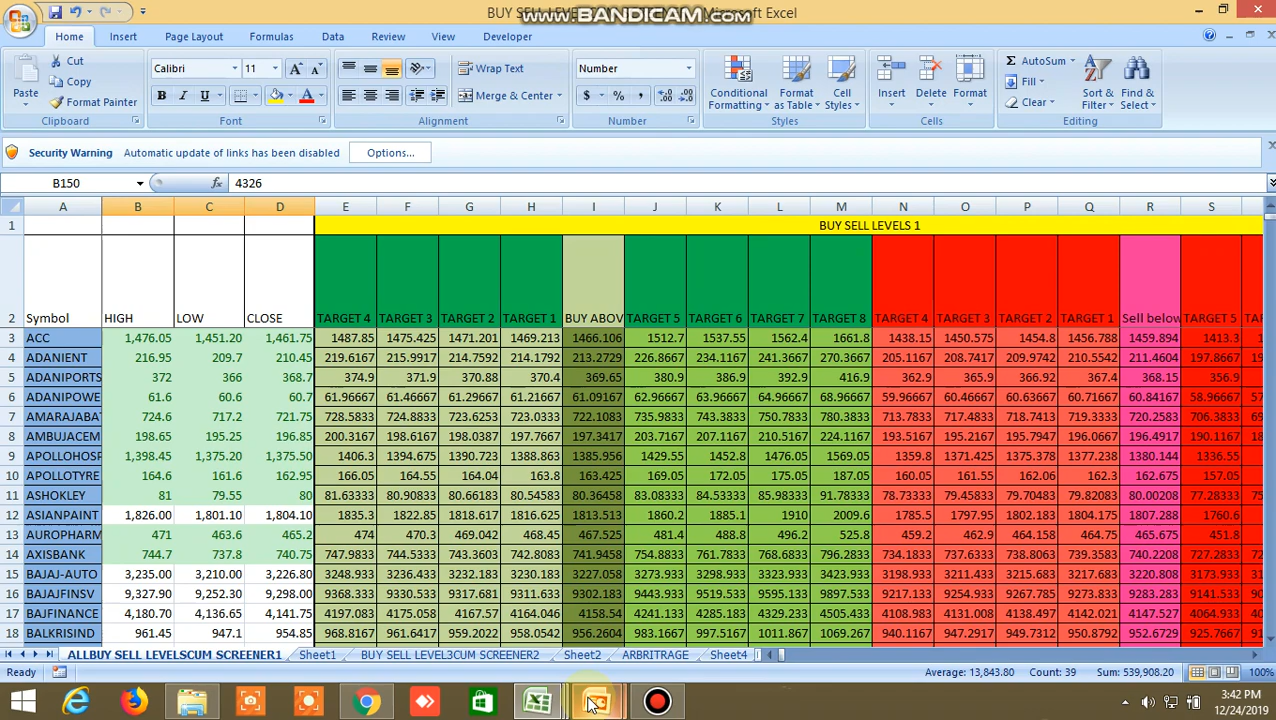 BUY SELL LEVEL
www.BANDICAM.com
Microsoft Excel
Home Insert Page Layout Formulas Data Review View Developer
Paste Cut Copy Format Painter Clipboard
Calibri 11 Font
Wrap Text Merge & Center Alignment
Number $ % , Number
Conditional Formatting Format as Table Cell Styles Styles
Insert Delete Format Cells
AutoSum Fill Clear Sort & Filter Find & Select Editing
Security Warning Automatic update of links has been disabled Options...
B150 fx 4326
A B C D E F G H I J K L M N O P Q R S
1 BUY SELL LEVELS 1
2 Symbol HIGH LOW CLOSE TARGET 4 TARGET 3 TARGET 2 TARGET 1 BUY ABOV TARGET 5 TARGET 6 TARGET 7 TARGET 8 TARGET 4 TARGET 3 TARGET 2 TARGET 1 Sell below TARGET 5
3 ACC 1,476.05 1,451.20 1,461.75 1487.85 1475.425 1471.201 1469.213 1466.106 1512.7 1537.55 1562.4 1661.8 1438.15 1450.575 1454.8 1456.788 1459.894 1413.3
4 ADANIENT 216.95 209.7 210.45 219.6167 215.9917 214.7592 214.1792 213.2729 226.8667 234.1167 241.3667 270.3667 205.1167 208.7417 209.9742 210.5542 211.4604 197.8667
5 ADANIPORTS 372 366 368.7 374.9 371.9 370.88 370.4 369.65 380.9 386.9 392.9 416.9 362.9 365.9 366.92 367.4 368.15 356.9
6 ADANIPOWE 61.6 60.6 60.7 61.96667 61.46667 61.29667 61.21667 61.09167 62.96667 63.96667 64.96667 68.96667 59.96667 60.46667 60.63667 60.71667 60.84167 58.96667
7 AMARAJABA 724.6 717.2 721.75 728.5833 724.8833 723.6253 723.0333 722.1083 735.9833 743.3833 750.7833 780.3833 713.7833 717.4833 718.7413 719.3333 720.2583 706.3833
8 AMBUJACEM 198.65 195.25 196.85 200.3167 198.6167 198.0387 197.7667 197.3417 203.7167 207.1167 210.5167 224.1167 193.5167 195.2167 195.7947 196.0667 196.4917 190.1167
9 APOLLOHOSP 1,398.45 1,375.20 1,375.50 1406.3 1394.675 1390.723 1388.863 1385.956 1429.55 1452.8 1476.05 1569.05 1359.8 1371.425 1375.378 1377.238 1380.144 1336.55
10 APOLLOTYRE 164.6 161.6 162.95 166.05 164.55 164.04 163.8 163.425 169.05 172.05 175.05 187.05 160.05 161.55 162.06 162.3 162.675 157.05
11 ASHOKLEY 81 79.55 80 81.63333 80.90833 80.66183 80.54583 80.36458 83.08333 84.53333 85.98333 91.78333 78.73333 79.45833 79.70483 79.82083 80.00208 77.28333
12 ASIANPAINT 1,826.00 1,801.10 1,804.10 1835.3 1822.85 1818.617 1816.625 1813.513 1860.2 1885.1 1910 2009.6 1785.5 1797.95 1802.183 1804.175 1807.288 1760.6
13 AUROPHARM 471 463.6 465.2 474 470.3 469.042 468.45 467.525 481.4 488.8 496.2 525.8 459.2 462.9 464.158 464.75 465.675 451.8
14 AXISBANK 744.7 737.8 740.75 747.9833 744.5333 743.3603 742.8083 741.9458 754.8833 761.7833 768.6833 796.2833 734.1833 737.6333 738.8063 739.3583 740.2208 727.2833
15 BAJAJ-AUTO 3,235.00 3,210.00 3,226.80 3248.933 3236.433 3232.183 3230.183 3227.058 3273.933 3298.933 3323.933 3423.933 3198.933 3211.433 3215.683 3217.683 3220.808 3173.933
16 BAJAJFINSV 9,327.90 9,252.30 9,298.00 9368.333 9330.533 9317.681 9311.633 9302.183 9443.933 9519.533 9595.133 9897.533 9217.133 9254.933 9267.785 9273.833 9283.283 9141.533
17 BAJFINANCE 4,180.70 4,136.65 4,141.75 4197.083 4175.058 4167.57 4164.046 4158.54 4241.133 4285.183 4329.233 4505.433 4108.983 4131.008 4138.497 4142.021 4147.527 4064.933
18 BALKRISIND 961.45 947.1 954.85 968.8167 961.6417 959.2022 958.0542 956.2604 983.1667 997.5167 1011.867 1069.267 940.1167 947.2917 949.7312 950.8792 952.6729 925.7667
ALLBUY SELL LEVELSCUM SCREENER1 Sheet1 BUY SELL LEVEL3CUM SCREENER2 Sheet2 ARBITRAGE Sheet4
Ready Average: 13,843.80 Count: 39 Sum: 539,908.20 100%
3:42 PM
12/24/2019